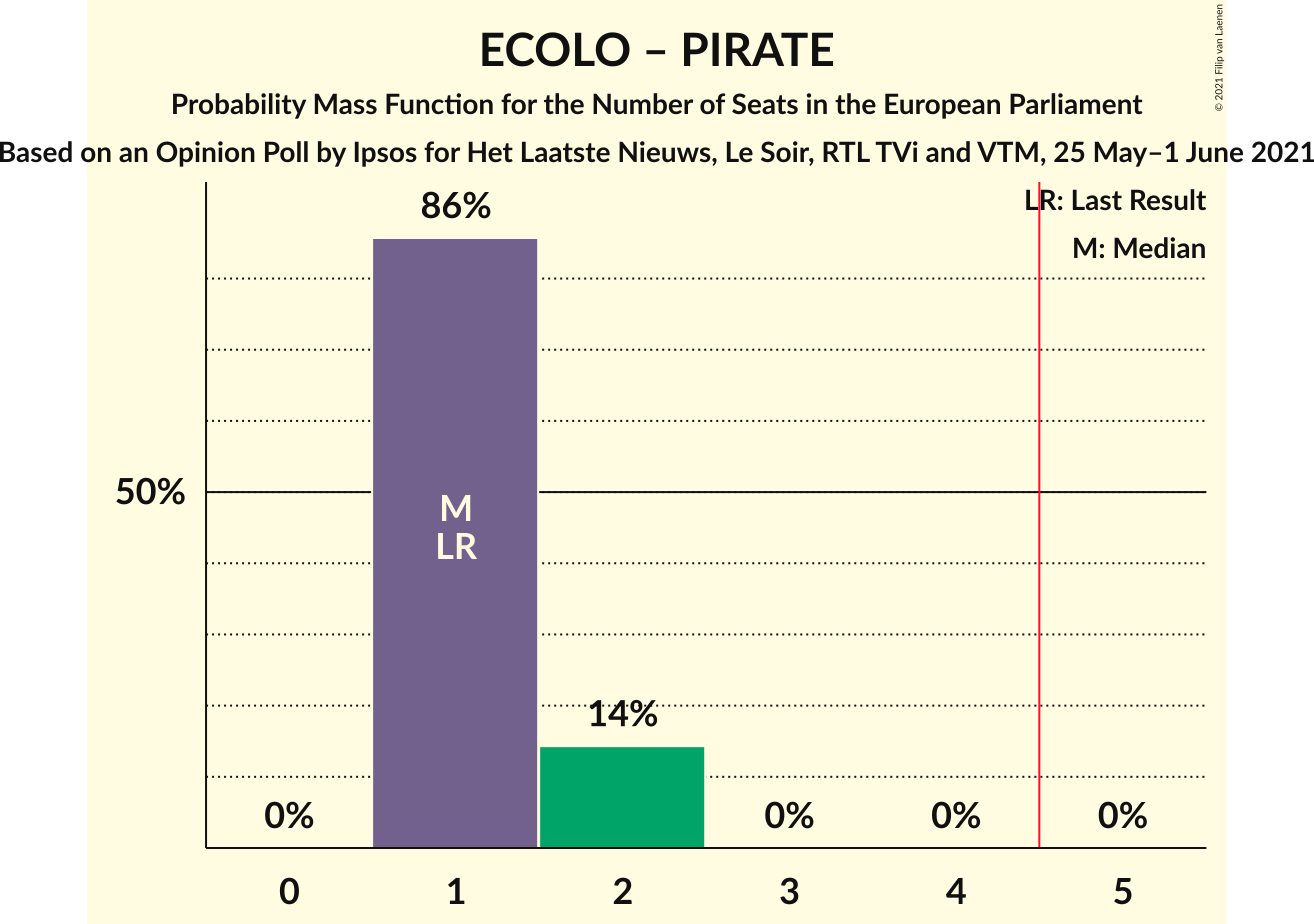 ECOLO – PIRATE
Probability Mass Function for the Number of Seats in the European Parliament
Based on an Opinion Poll by Ipsos for Het Laatste Nieuws, Le Soir, RTL TVi and VTM, 25 May–1 June 2021
© 2021 Filip van Laenen
LR: Last Result
M: Median
86%
50%
M
LR
14%
0%
0%
0%
0%
0 1 2 3 4 5